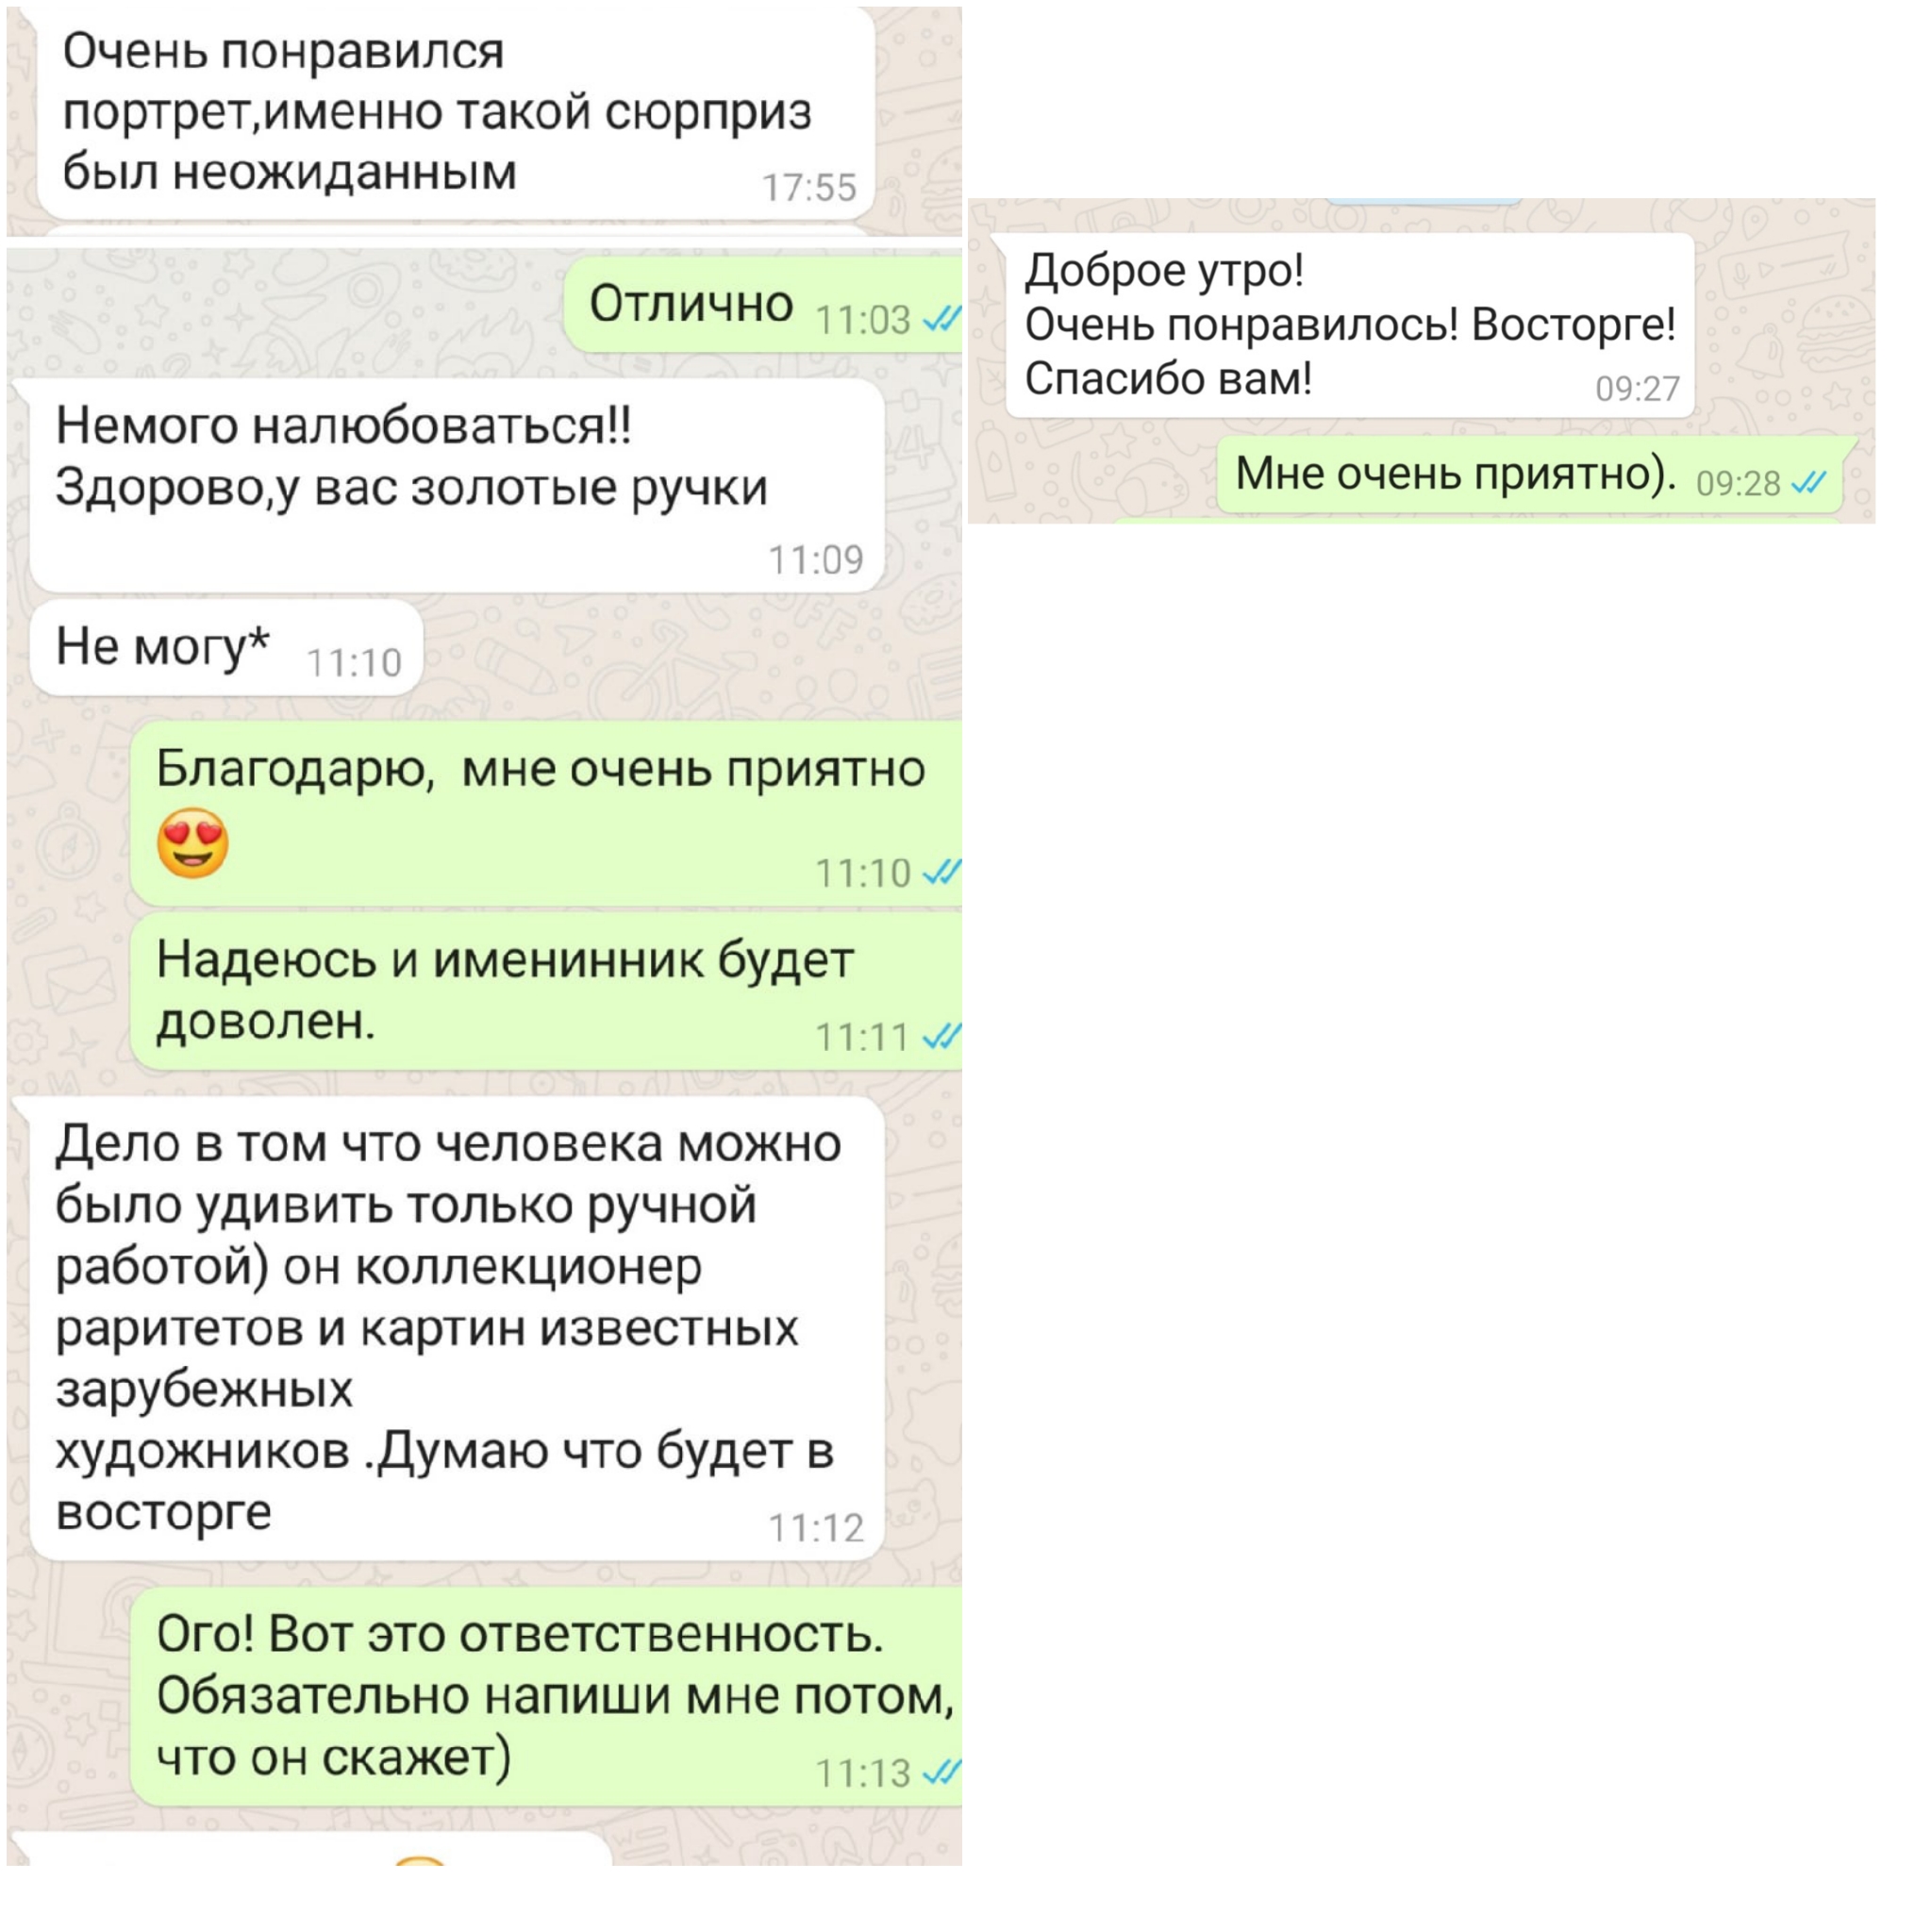 Очень понравился
портрет,именно такой сюрприз
был неожиданным
17:55
Отлично 11:03
Немого налюбоваться!!
Здорово,у вас золотые ручки
11:09
Не могу* 11:10
Благодарю,  мне очень приятно
😍
11:10
Надеюсь и именинник будет
доволен.
11:11
Дело в том что человека можно
было удивить только ручной
работой) он коллекционер
раритетов и картин известных
зарубежных
художников .Думаю что будет в
восторге
11:12
Ого! Вот это ответственность.
Обязательно напиши мне потом,
что он скажет)
11:13
Доброе утро!
Очень понравилось! Восторге!
Спасибо вам!
09:27
Мне очень приятно). 09:28